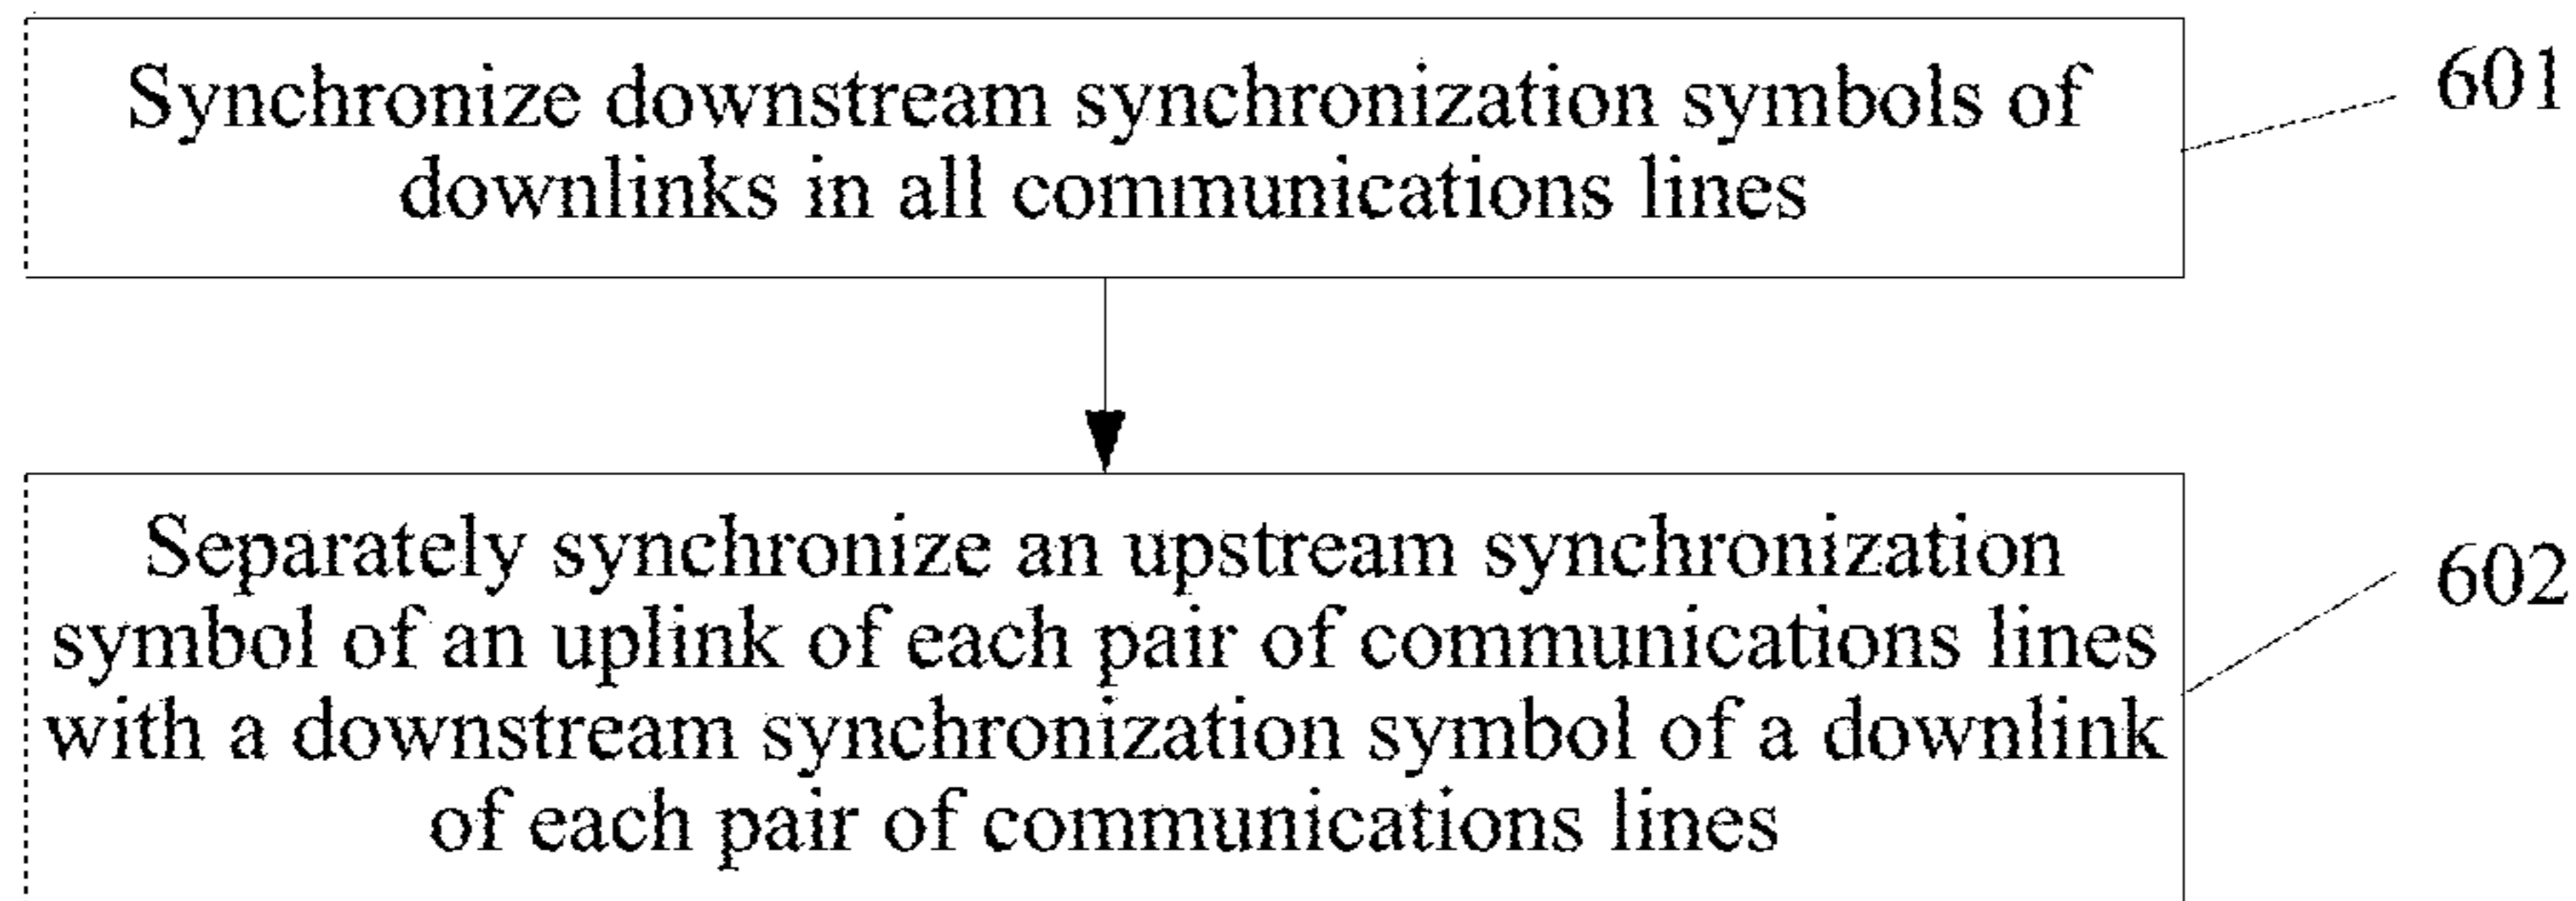 Synchronize downstream synchronization symbols of
downlinks in all communications lines
601
Separately synchronize an upstream synchronization
symbol of an uplink of each pair of communications lines
with a downstream synchronization symbol of a downlink
of each pair of communications lines
602